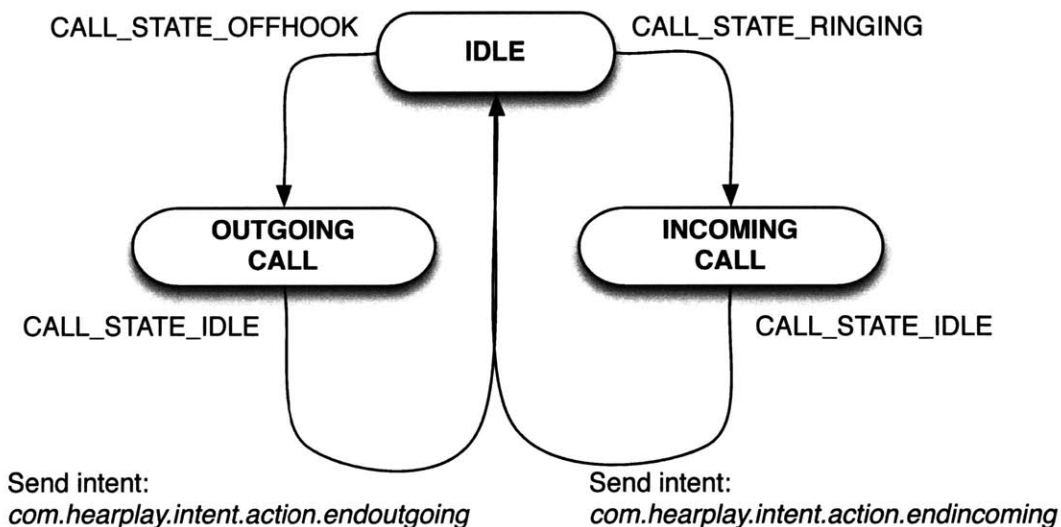 CALL_STATE_OFFHOOK
IDLE
CALL_STATE_RINGING
OUTGOING
CALL
INCOMING
CALL
CALL_STATE_IDLE
CALL_STATE_IDLE
Send intent:
com.hearplay.intent.action.endoutgoing
Send intent:
com.hearplay.intent.action.endincoming